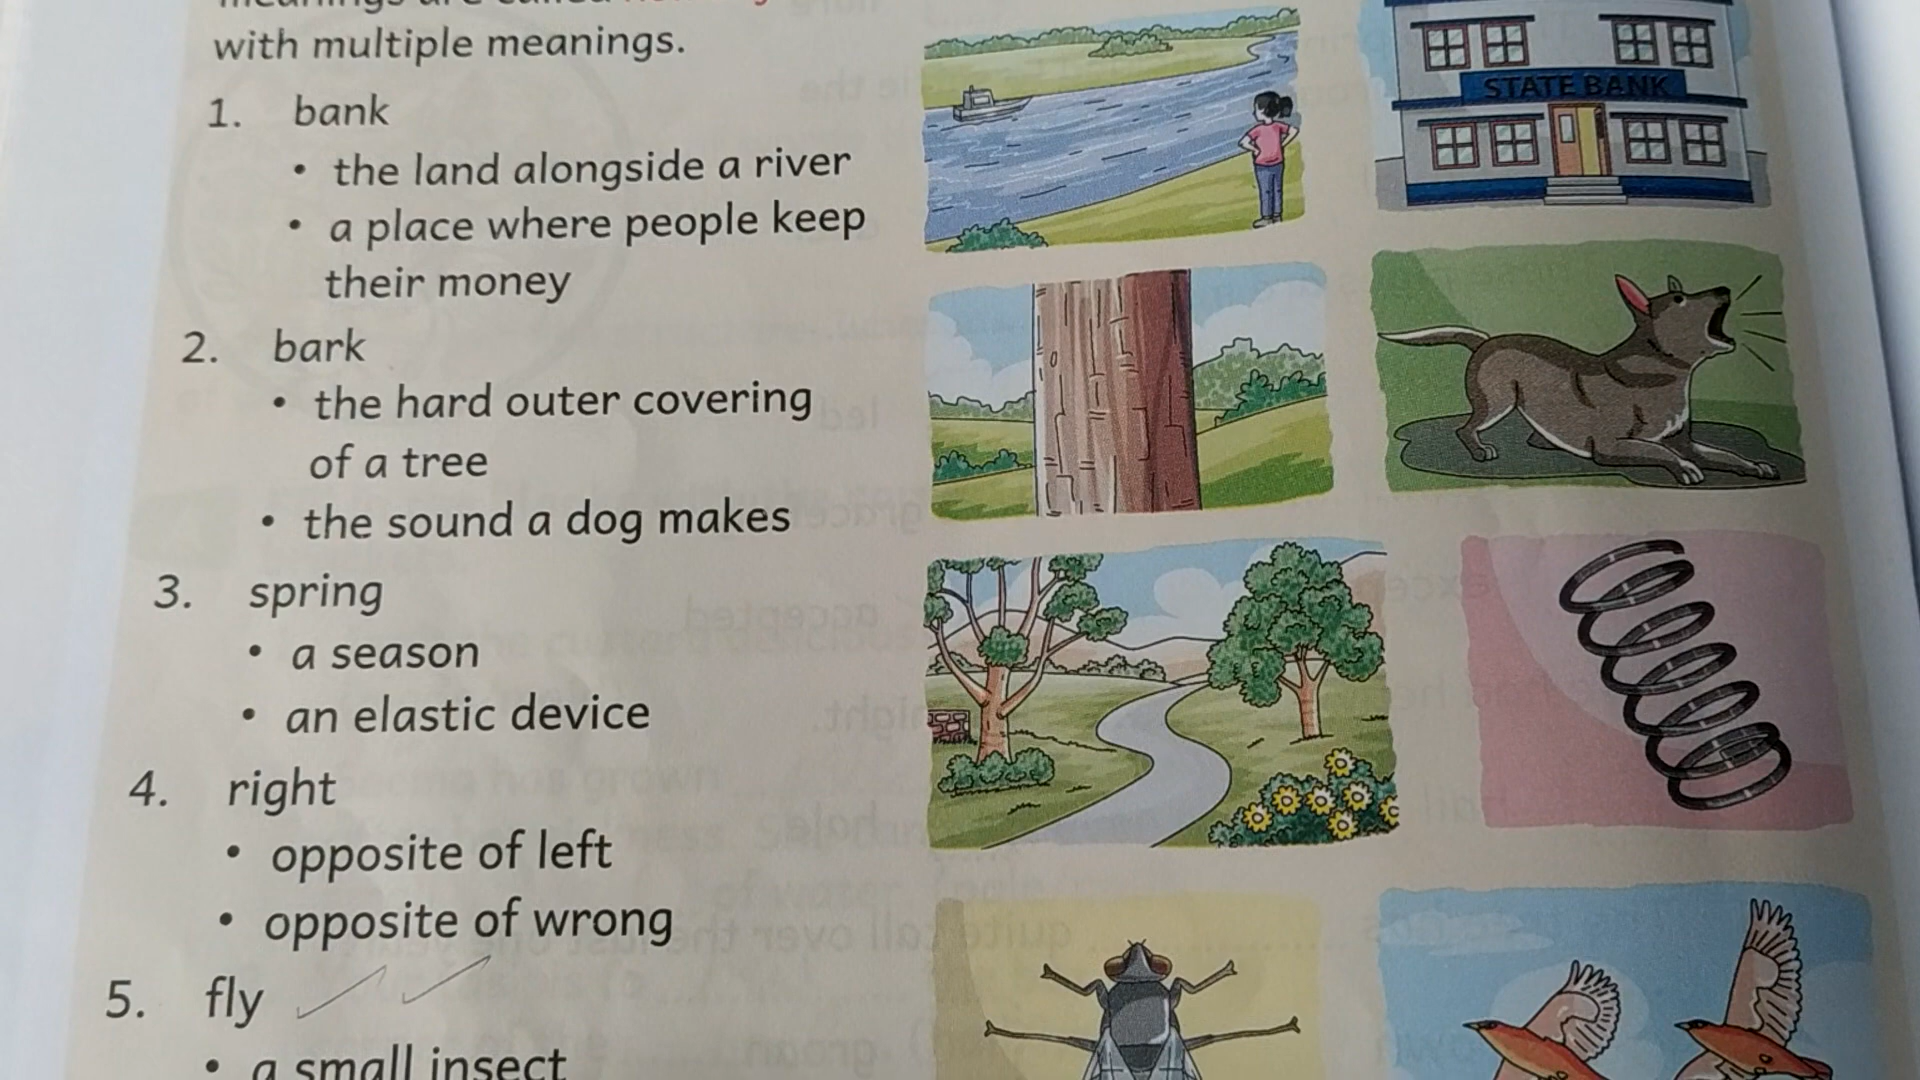 with multiple meanings.
1. bank
• the land alongside a river
• a place where people keep
their money
2. bark
• the hard outer covering
of a tree
• the sound a dog makes
3. spring
• a season
• an elastic device
4. right
• opposite of left
• opposite of wrong
5. fly
• a small insect
STATE BANK